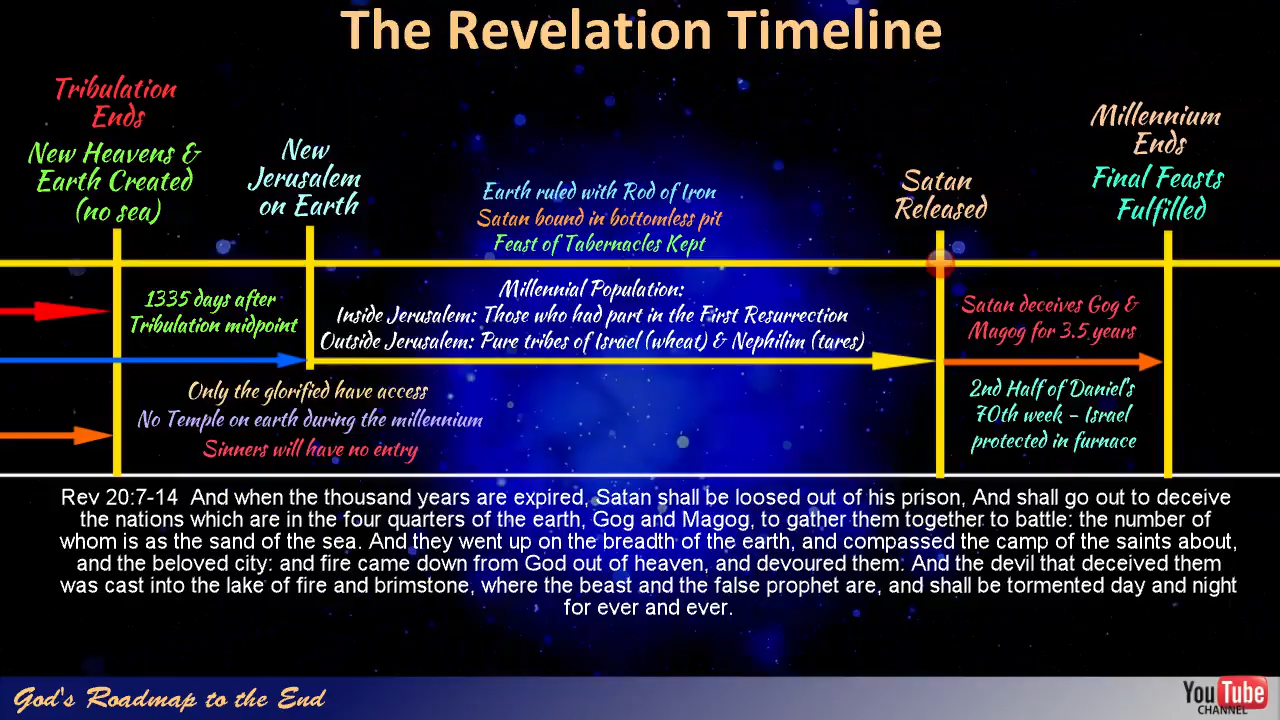 The Revelation Timeline
Tribulation
Ends
New Heavens &
Earth Created
(no sea)
New
Jerusalem
on Earth
Earth ruled with Rod of Iron
Satan bound in bottomless pit
Feast of Tabernacles Kept
Satan
Released
Millennium
Ends
Final Feasts
Fulfilled
1335 days after
Tribulation midpoint
Millennial Population:
Inside Jerusalem: Those who had part in the First Resurrection
Outside Jerusalem: Pure tribes of Israel (wheat) & Nephilim (tares)
Satan deceives Gog &
Magog for 3.5 years
Only the glorified have access
No Temple on earth during the millennium
Sinners will have no entry
2nd Half of Daniel's
70th week – Israel
protected in furnace
Rev 20:7-14 And when the thousand years are expired, Satan shall be loosed out of his prison, And shall go out to deceive
the nations which are in the four quarters of the earth, Gog and Magog, to gather them together to battle: the number of
whom is as the sand of the sea. And they went up on the breadth of the earth, and compassed the camp of the saints about,
and the beloved city: and fire came down from God out of heaven, and devoured them. And the devil that deceived them
was cast into the lake of fire and brimstone, where the beast and the false prophet are, and shall be tormented day and night
for ever and ever.
God's Roadmap to the End
YouTube
CHANNEL